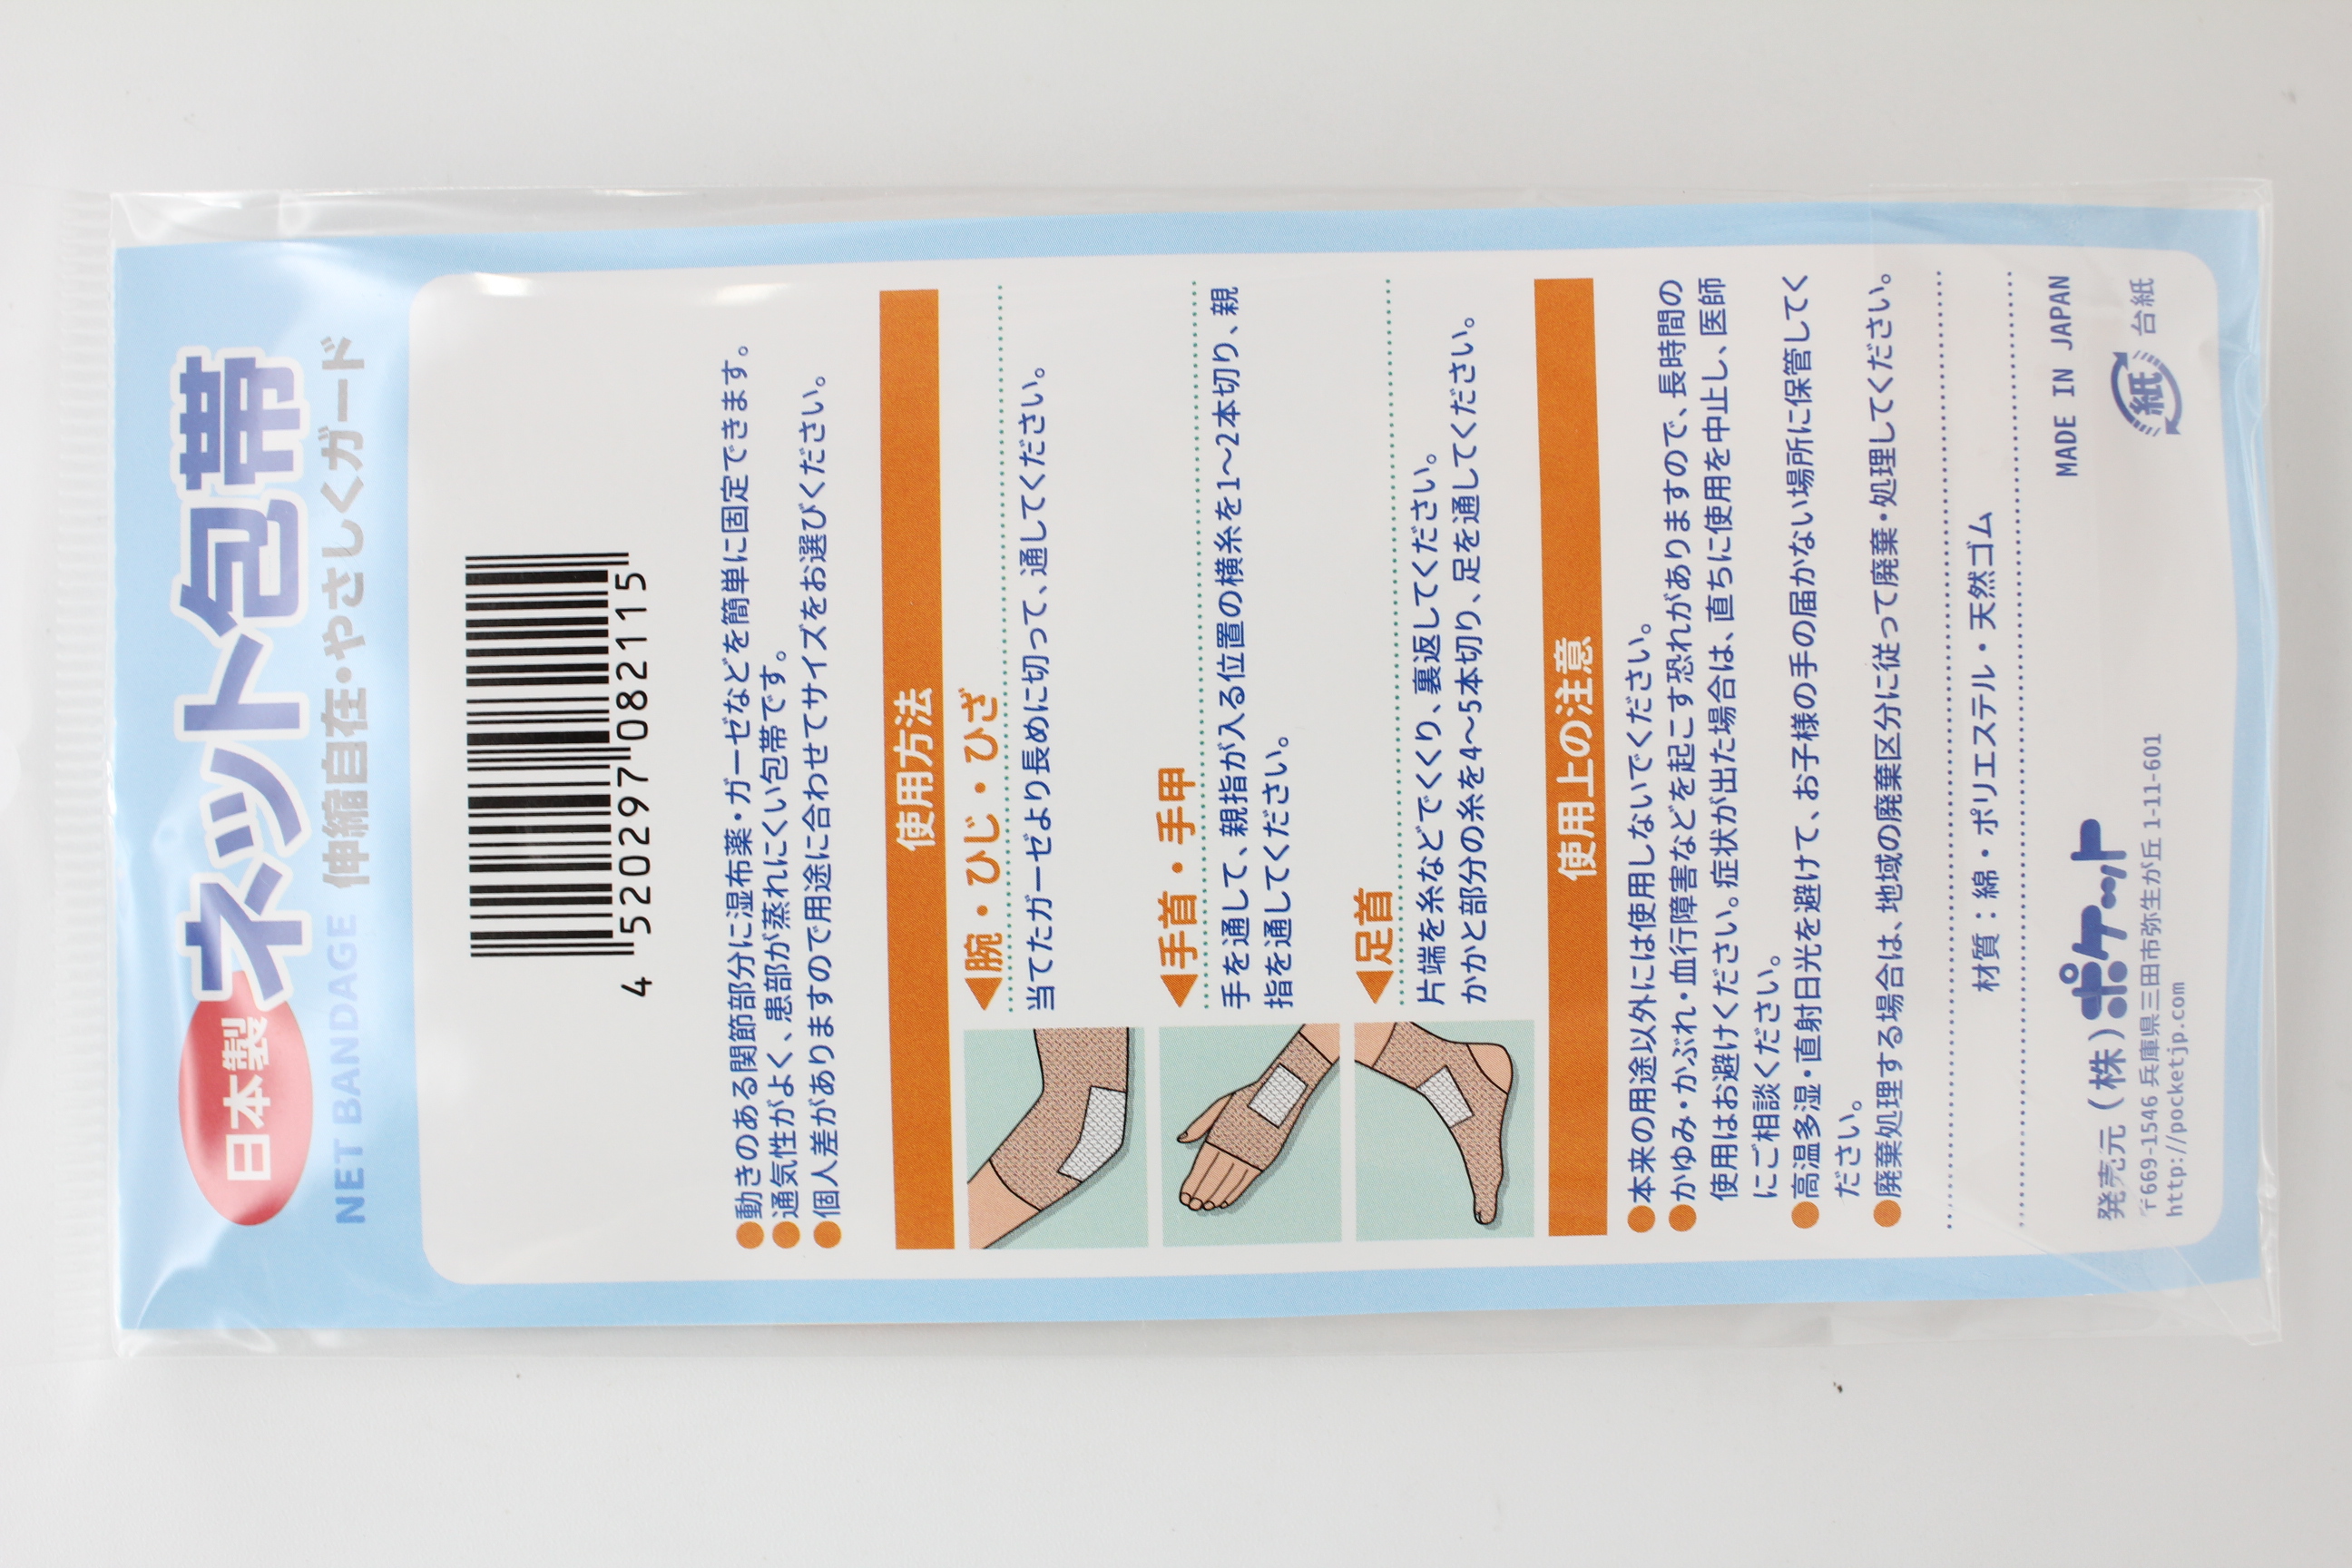 日本製
ネット包帯
NET BANDAGE 伸縮自在・やさしくガード
4 520297 082115
●動きのある関節部分に湿布薬・ガーゼなどを簡単に固定できます。
●通気性がよく、患部が蒸れにくい包帯です。
●個人差がありますので用途に合わせてサイズをお選びください。
使用方法
◀腕・ひじ・ひざ
当てたガーゼより長めに切って、通してください。
◀手首・手甲
手を通して、親指が入る位置の横糸を1〜2本切り、親
指を通してください。
◀足首
片端を糸などでくくり、裏返してください。
かかと部分の糸を4〜5本切り、足を通してください。
使用上の注意
●本来の用途以外には使用しないでください。
●かゆみ・かぶれ・血行障害などを起こす恐れがありますので、長時間の
使用はお避けください。症状が出た場合は、直ちに使用を中止し、医師
にご相談ください。
●高温多湿・直射日光を避けて、お子様の手の届かない場所に保管してく
ださい。
●廃棄処理する場合は、地域の廃棄区分に従って廃棄・処理してください。
材質：綿・ポリエステル・天然ゴム
MADE IN JAPAN
発売元（株）ポケット
〒669-1546 兵庫県三田市弥生が丘 1-11-601
http://pocketjp.com
紙 台紙